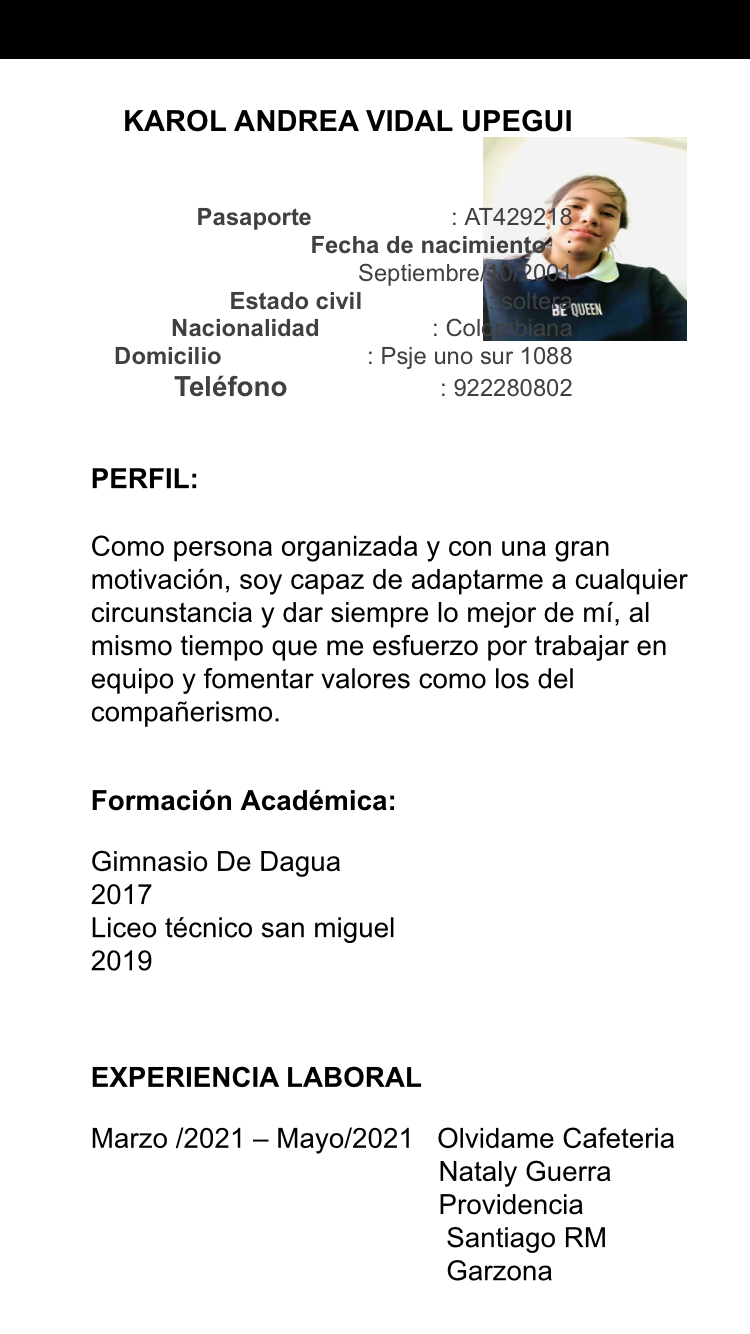 KAROL ANDREA VIDAL UPEGUI
Pasaporte : AT429218
Fecha de nacimiento :
Septiembre/10/2001
Estado civil : soltera
Nacionalidad : Colombiana
Domicilio : Psje uno sur 1088
Teléfono : 922280802
BE QUEEN
PERFIL:
Como persona organizada y con una gran
motivación, soy capaz de adaptarme a cualquier
circunstancia y dar siempre lo mejor de mí, al
mismo tiempo que me esfuerzo por trabajar en
equipo y fomentar valores como los del
compañerismo.
Formación Académica:
Gimnasio De Dagua
2017
Liceo técnico san miguel
2019
EXPERIENCIA LABORAL
Marzo /2021 – Mayo/2021 Olvidame Cafeteria
Nataly Guerra
Providencia
Santiago RM
Garzona